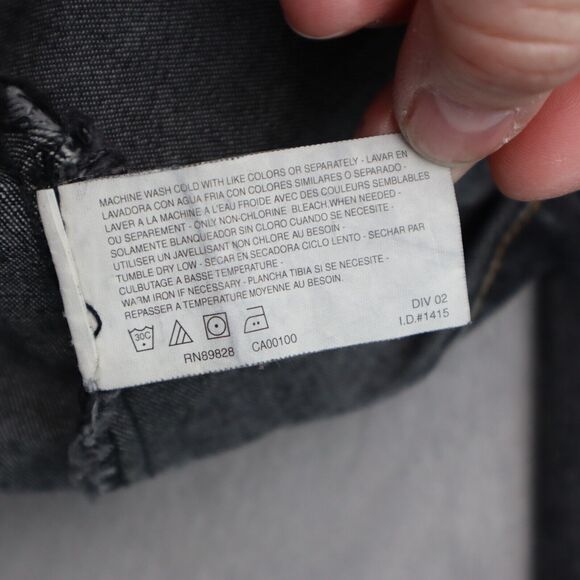 MACHINE WASH COLD WITH LIKE COLORS OR SEPARATELY - LAVAR EN
LAVADORA CON AGUA FRIA CON COLORES SIMILARES O SEPARADO -
LAVER A LA MACHINE A L'EAU FROIDE AVEC DES COULEURS SEMBLABLES
OU SEPAREMENT - ONLY NON-CHLORINE BLEACH WHEN NEEDED -
SOLAMENTE BLANQUEADOR SIN CLORO CUANDO SE NECESITE -
UTILISER UN JAVELLISANT NON CHLORE AU BESOIN -
TUMBLE DRY LOW - SECAR EN SECADORA CICLO LENTO - SECHAR PAR
CULBUTAGE A BASSE TEMPERATURE -
WARM IRON IF NECESSARY - PLANCHA TIBIA SI SE NECESITE -
REPASSER A TEMPERATURE MOYENNE AU BESOIN.
30C
RN89828 CA00100
DIV 02
I.D.#1415